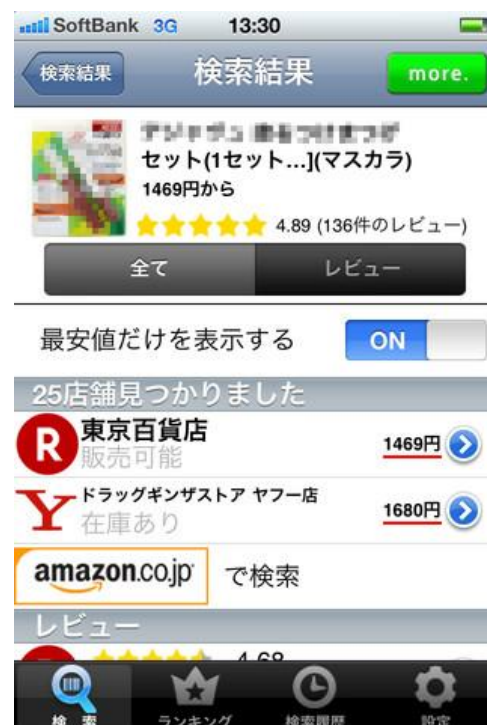 SoftBank 3G 13:30
検索結果 検索結果 more.
セット(1セット...](マスカラ)
1469円から
4.89 (136件のレビュー)
全て レビュー
最安値だけを表示する ON
25店舗見つかりました
R 東京百貨店
販売可能 1469円
Y ドラッグギンザストア ヤフー店
在庫あり 1680円
amazon.co.jp で検索
レビュー
4.68
検索 ランキング 検索履歴 設定